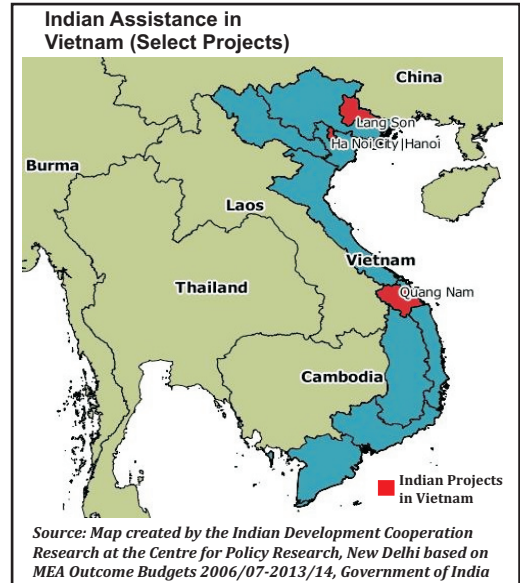 Indian Assistance in
Vietnam (Select Projects)
China
Lang Son
Ha Noi City|Hanoi
Burma
Laos
Vietnam
Thailand
Quang Nam
Cambodia
Indian Projects
in Vietnam
Source: Map created by the Indian Development Cooperation
Research at the Centre for Policy Research, New Delhi based on
MEA Outcome Budgets 2006/07-2013/14, Government of India